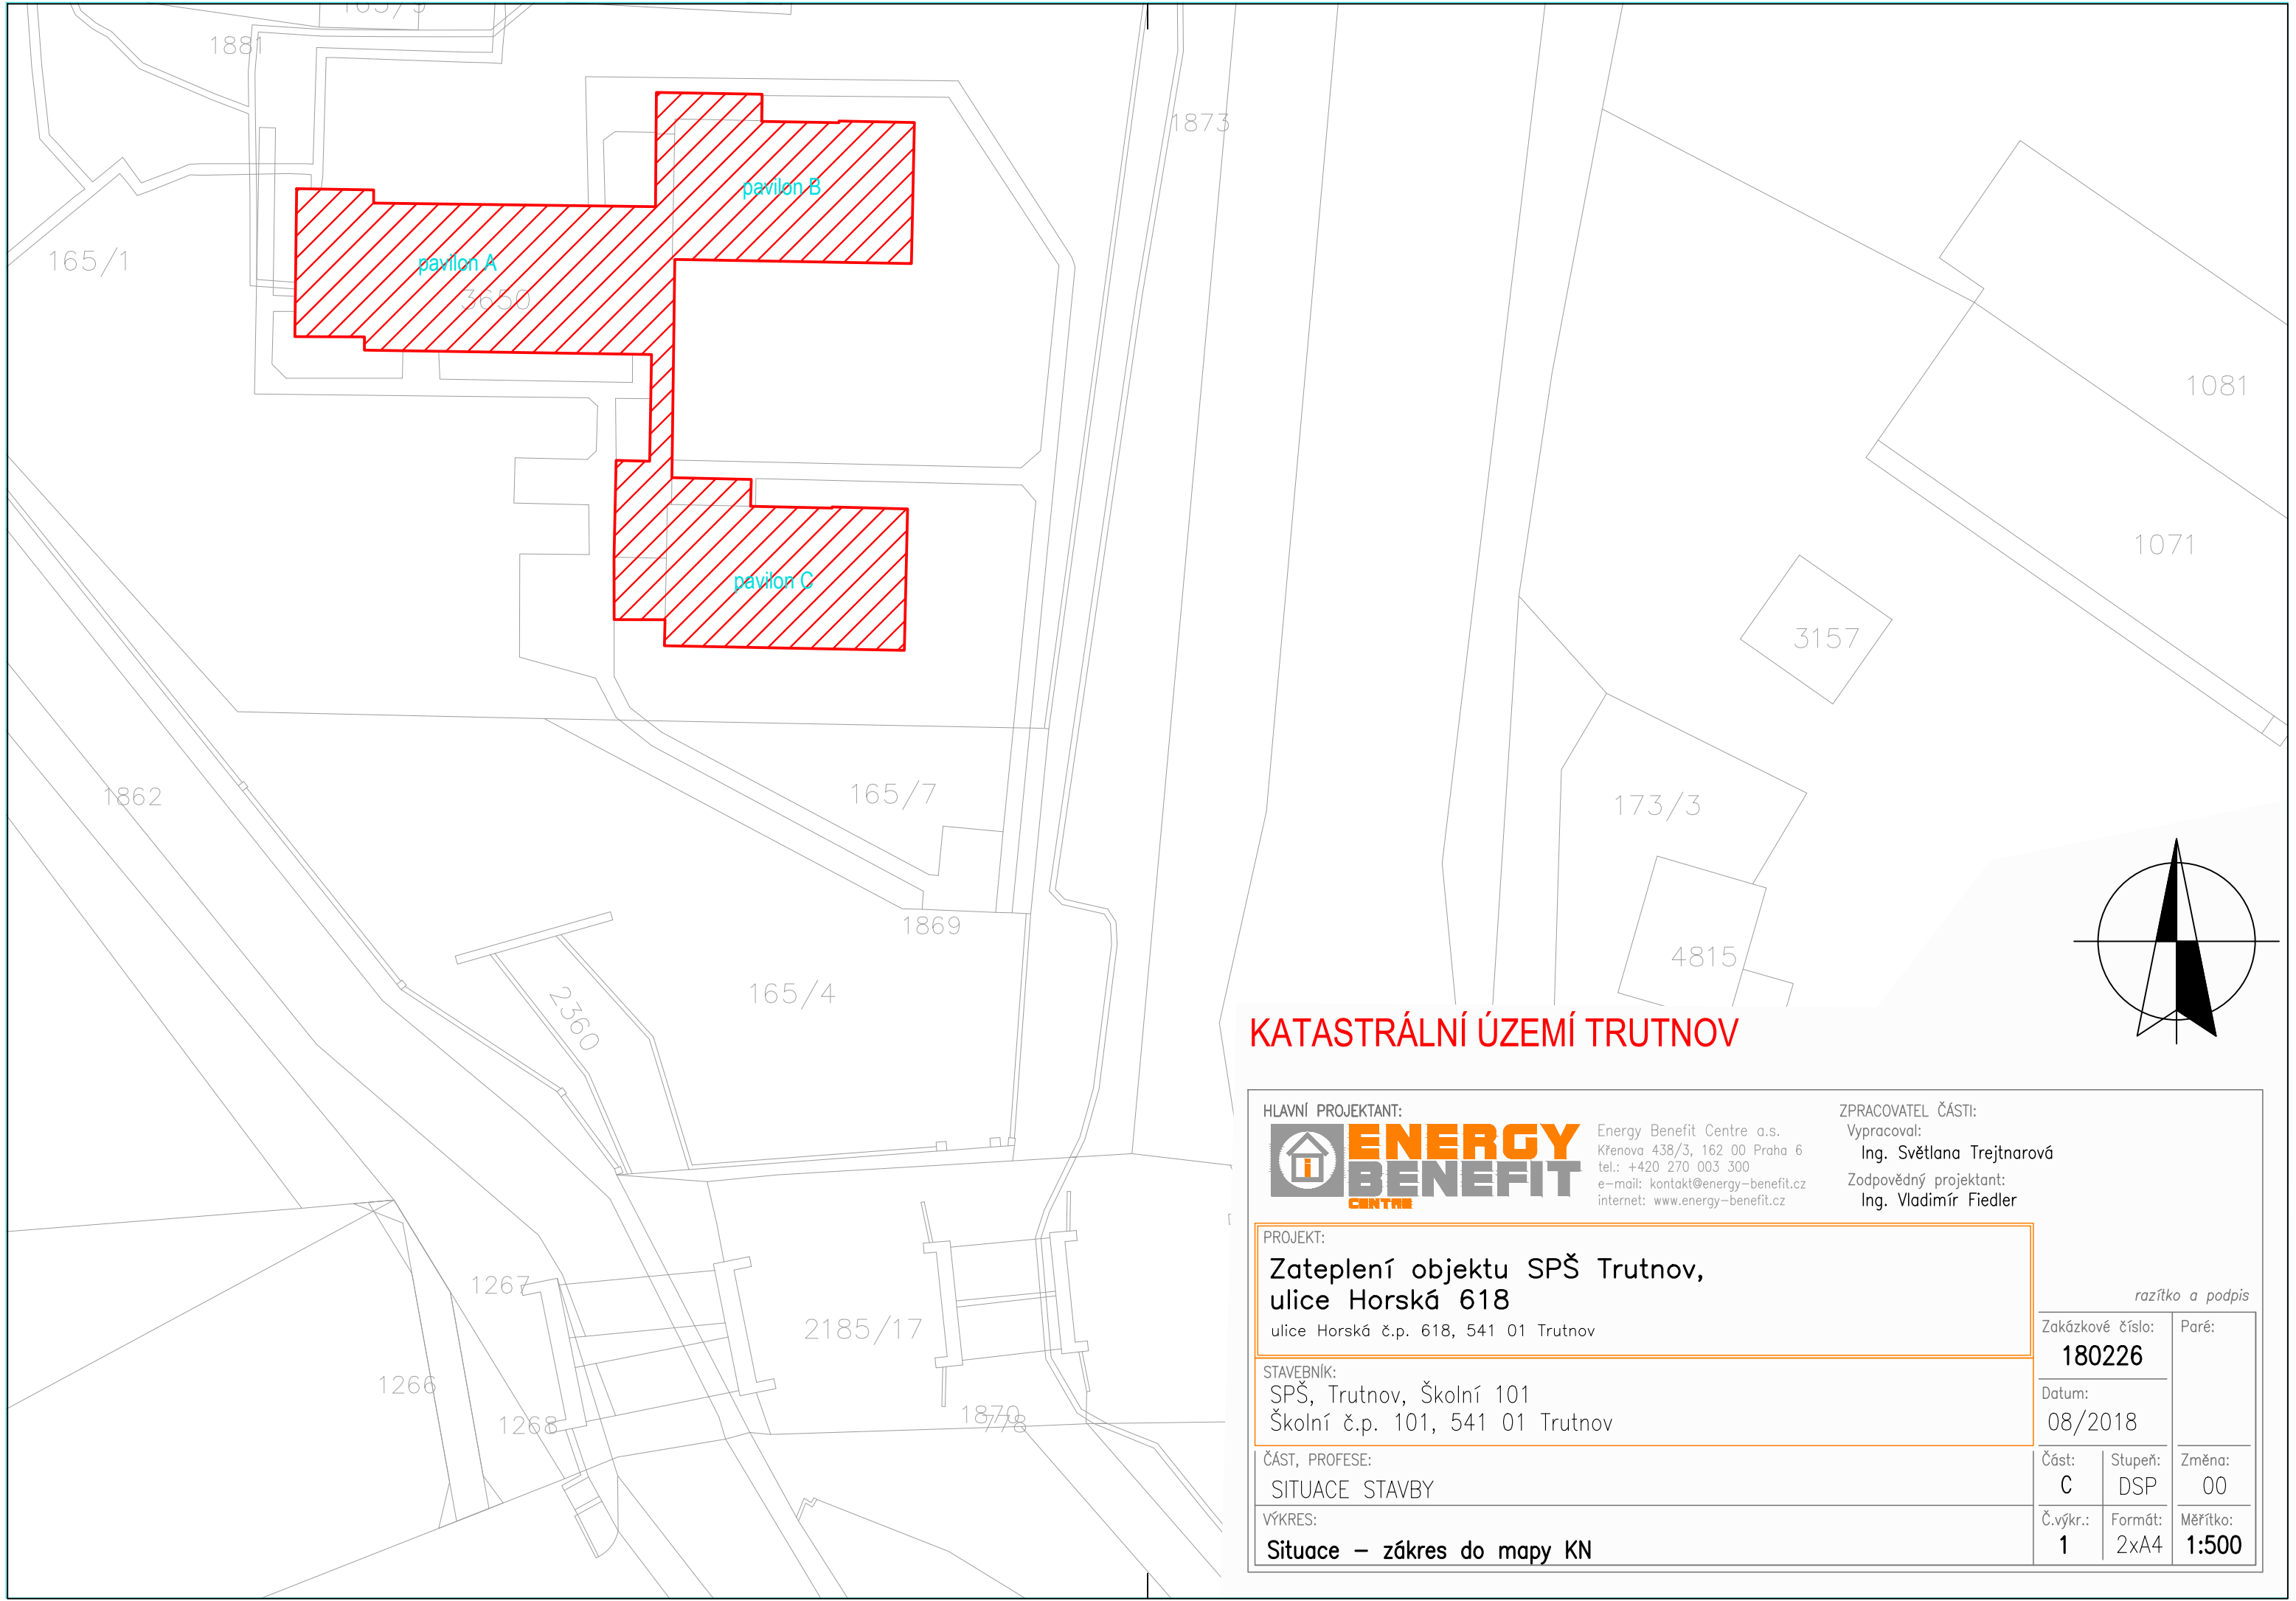 1881
1873
pavilon B
165/1
pavilon A
3650
1081
1071
pavilon C
3157
1862
165/7
173/3
1869
4815
165/4
2360
KATASTRÁLNÍ ÚZEMÍ TRUTNOV
1267
2185/17
1266
1268
1870
778
HLAVNÍ PROJEKTANT:
ENERGY
BENEFIT
CENTRE
Energy Benefit Centre a.s.
Křenova 438/3, 162 00 Praha 6
tel.: +420 270 003 300
e-mail: kontakt@energy-benefit.cz
internet: www.energy-benefit.cz
ZPRACOVATEL ČÁSTI:
Vypracoval:
Ing. Světlana Trejtnarová
Zodpovědný projektant:
Ing. Vladimír Fiedler
PROJEKT:
Zateplení objektu SPŠ Trutnov,
ulice Horská 618
ulice Horská č.p. 618, 541 01 Trutnov
razítko a podpis
STAVEBNÍK:
SPŠ, Trutnov, Školní 101
Školní č.p. 101, 541 01 Trutnov
Zakázkové číslo:
180226
Paré:
Datum:
08/2018
ČÁST, PROFESE:
SITUACE STAVBY
Část:
C
Stupeň:
DSP
Změna:
00
VÝKRES:
Situace – zákres do mapy KN
Č.výkr.:
1
Formát:
2xA4
Měřítko:
1:500